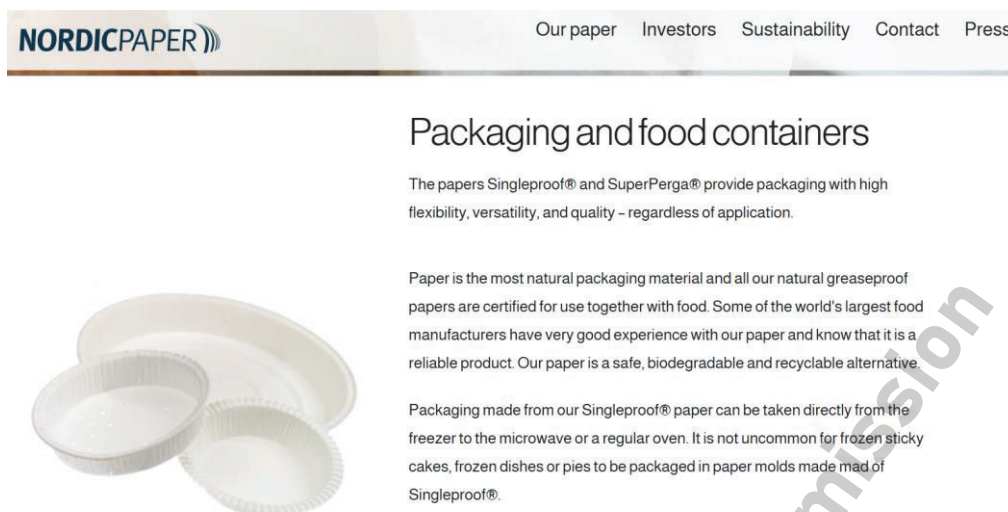 NORDICPAPER
Our paper Investors Sustainability Contact Press
Packaging and food containers
The papers Singleproof® and SuperPerga® provide packaging with high
flexibility, versatility, and quality – regardless of application.
Paper is the most natural packaging material and all our natural greaseproof
papers are certified for use together with food. Some of the world's largest food
manufacturers have very good experience with our paper and know that it is a
reliable product. Our paper is a safe, biodegradable and recyclable alternative.
Packaging made from our Singleproof® paper can be taken directly from the
freezer to the microwave or a regular oven. It is not uncommon for frozen sticky
cakes, frozen dishes or pies to be packaged in paper molds made mad of
Singleproof®.
mission